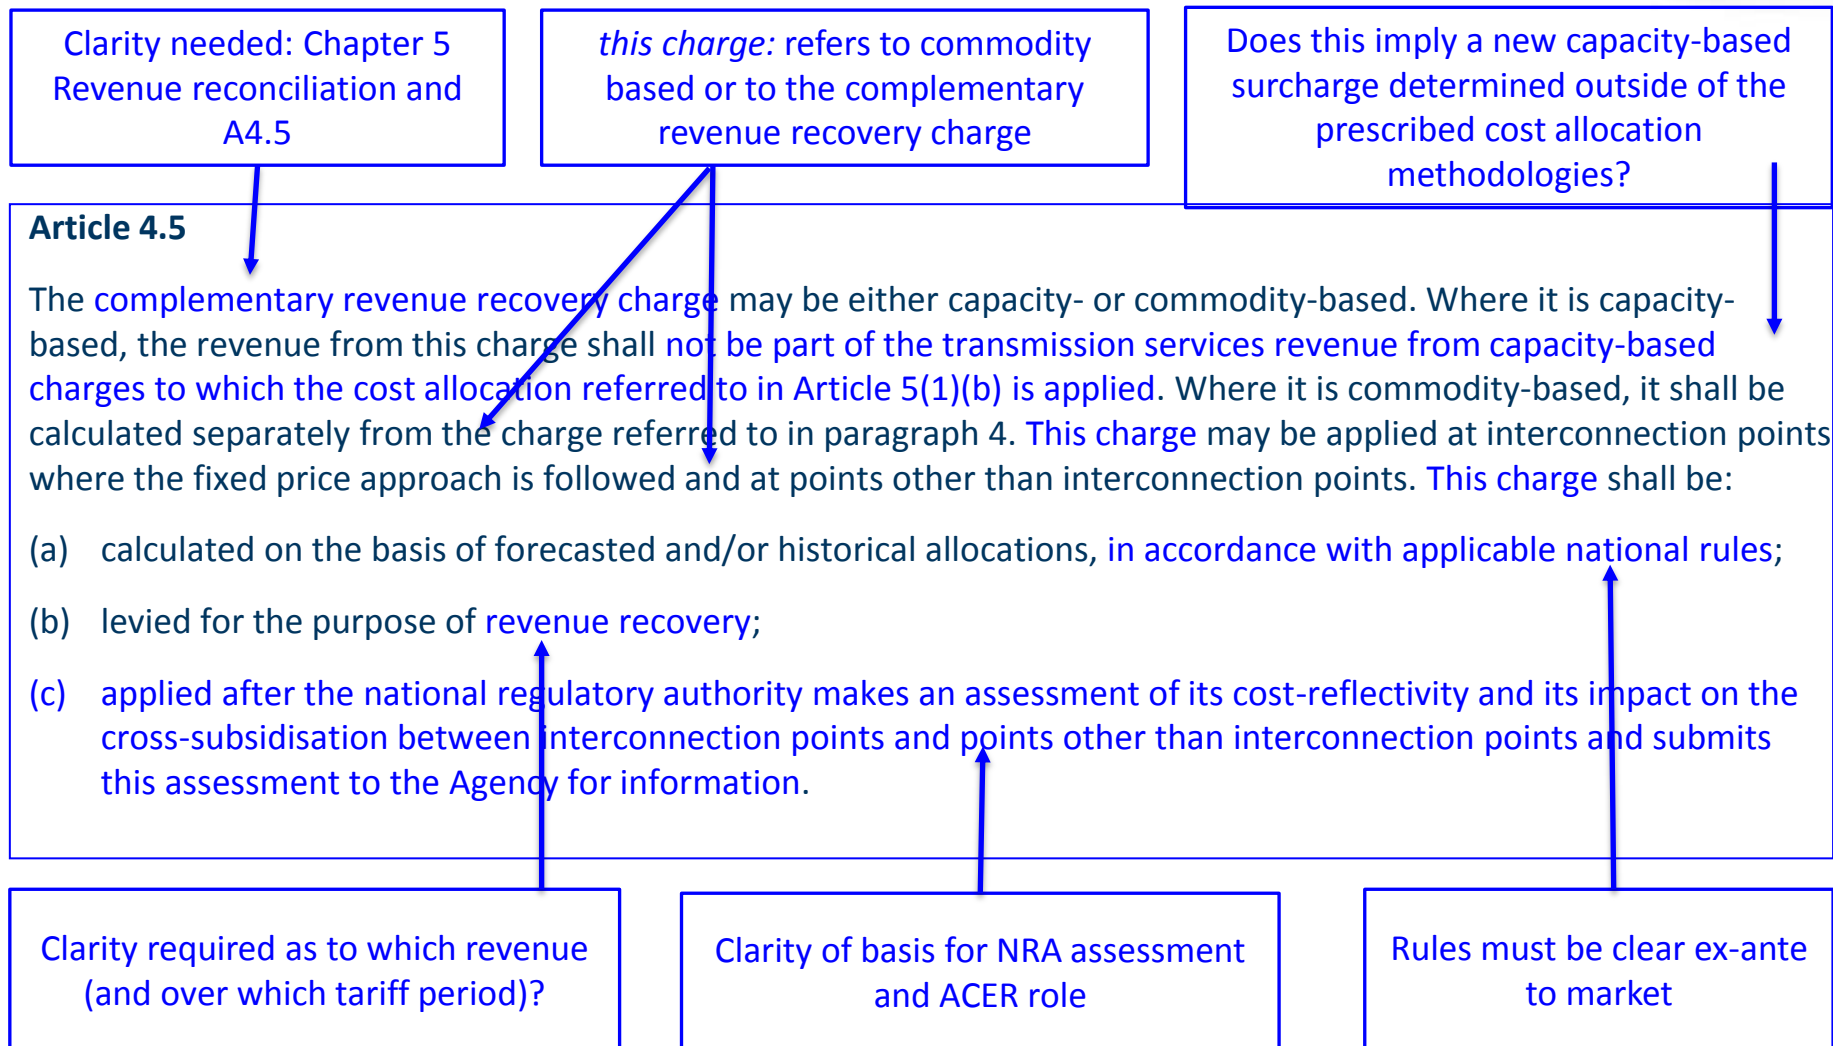 Clarity needed: Chapter 5
Revenue reconciliation and
A4.5
this charge: refers to commodity
based or to the complementary
revenue recovery charge
Does this imply a new capacity-based
surcharge determined outside of the
prescribed cost allocation
methodologies?
Article 4.5
The complementary revenue recovery charge may be either capacity- or commodity-based. Where it is capacity-
based, the revenue from this charge shall not be part of the transmission services revenue from capacity-based
charges to which the cost allocation referred to in Article 5(1)(b) is applied. Where it is commodity-based, it shall be
calculated separately from the charge referred to in paragraph 4. This charge may be applied at interconnection points
where the fixed price approach is followed and at points other than interconnection points. This charge shall be:
(a) calculated on the basis of forecasted and/or historical allocations, in accordance with applicable national rules;
(b) levied for the purpose of revenue recovery;
(c) applied after the national regulatory authority makes an assessment of its cost-reflectivity and its impact on the
cross-subsidisation between interconnection points and points other than interconnection points and submits
this assessment to the Agency for information.
Clarity required as to which revenue
(and over which tariff period)?
Clarity of basis for NRA assessment
and ACER role
Rules must be clear ex-ante
to market